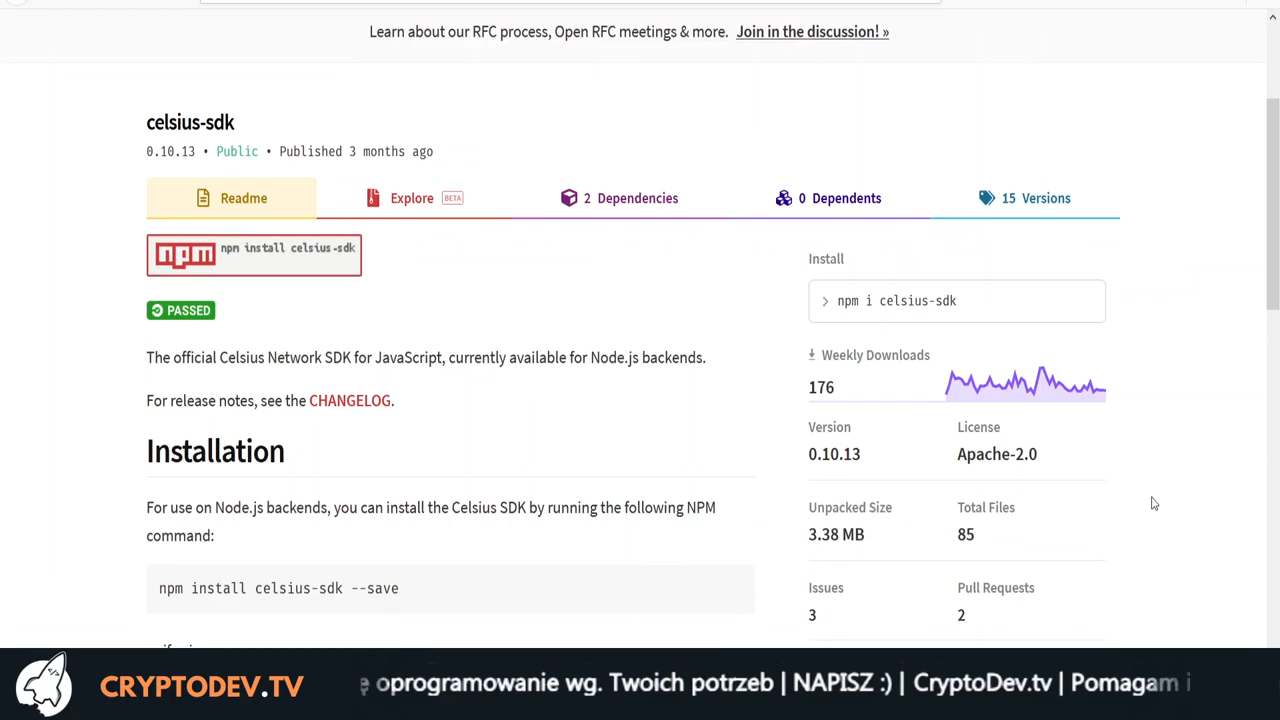 Learn about our RFC process, Open RFC meetings & more. Join in the discussion! »
celsius-sdk
0.10.13 • Public • Published 3 months ago
Readme
Explore BETA
2 Dependencies
0 Dependents
15 Versions
npm npm install celsius-sdk
PASSED
The official Celsius Network SDK for JavaScript, currently available for Node.js backends.
For release notes, see the CHANGELOG.
Installation
For use on Node.js backends, you can install the Celsius SDK by running the following NPM
command:
npm install celsius-sdk --save
Install
> npm i celsius-sdk
Weekly Downloads
176
Version
0.10.13
License
Apache-2.0
Unpacked Size
3.38 MB
Total Files
85
Issues
3
Pull Requests
2
CRYPTODEV.TV
oprogramowanie wg. Twoich potrzeb | NAPISZ :) | CryptoDev.tv | Pomagam i